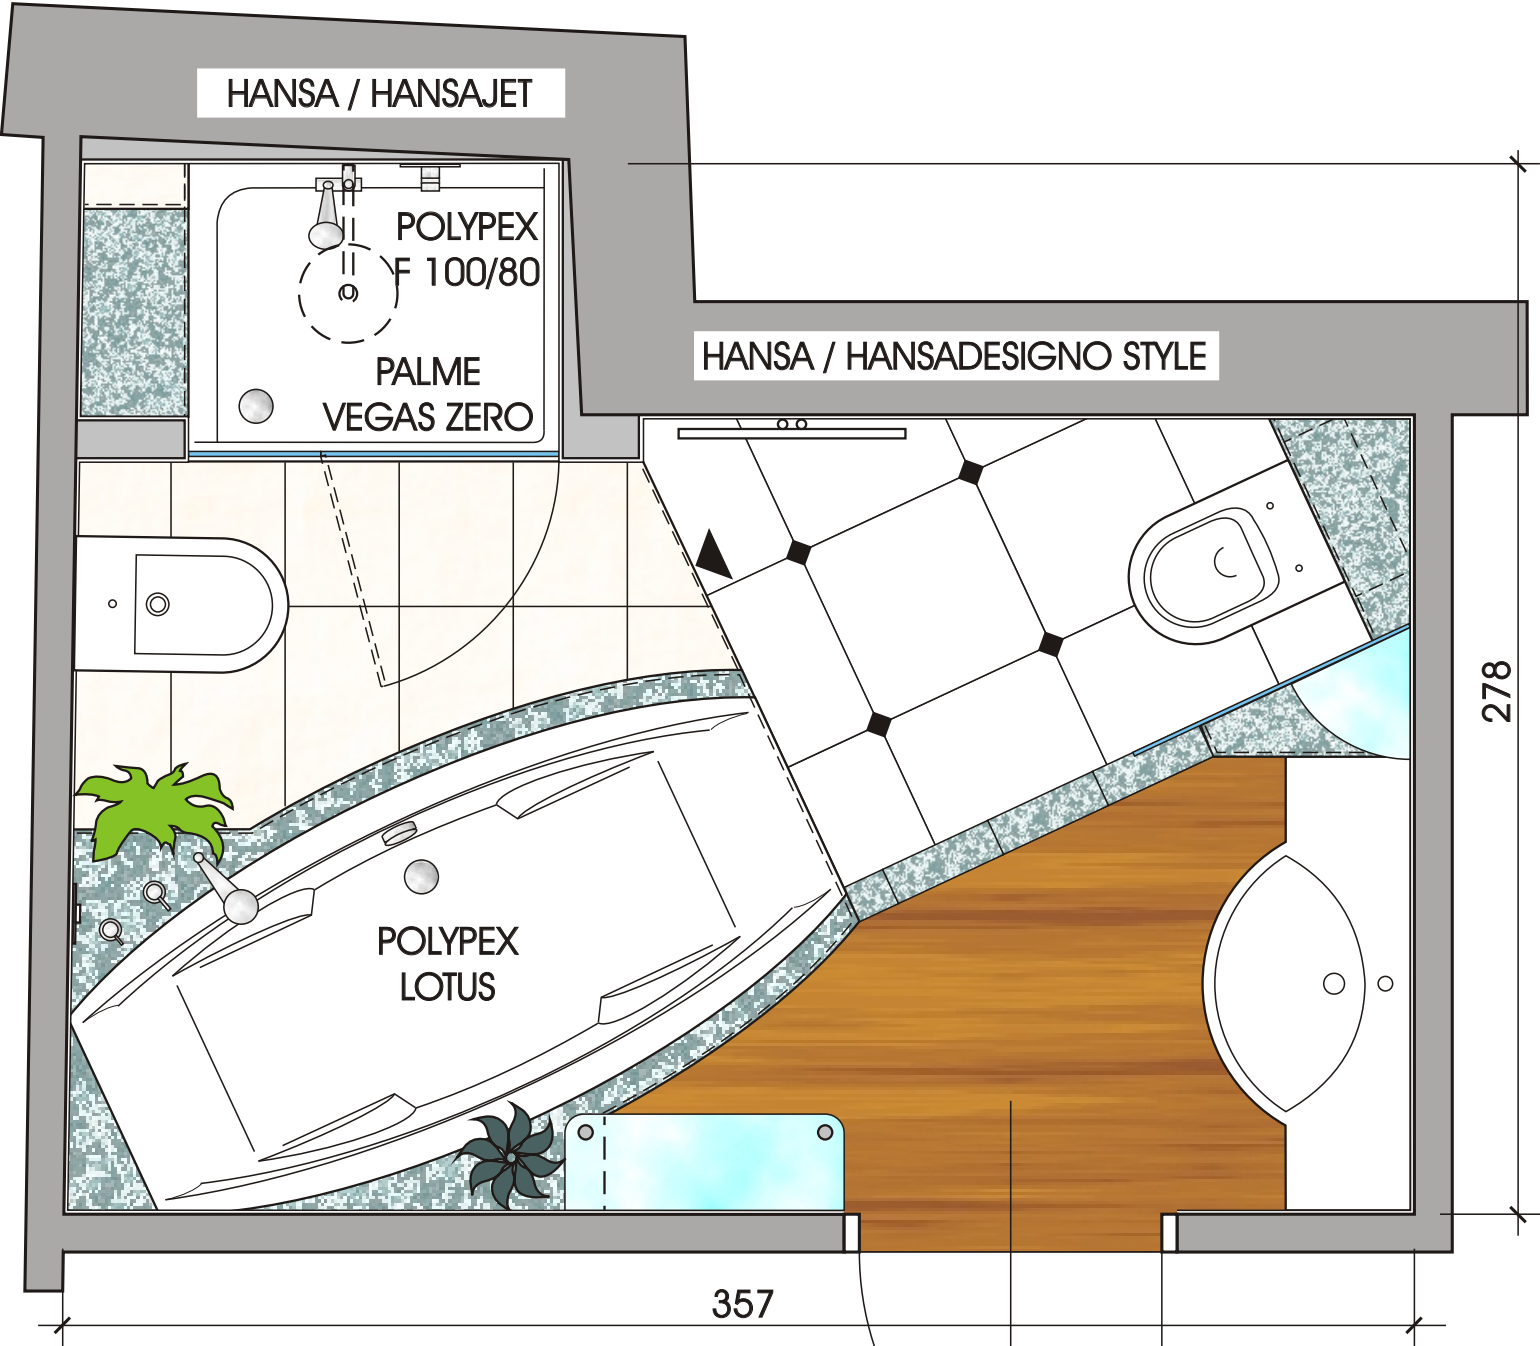 HANSA / HANSAJET
POLYPEX
F 100/80
PALME
VEGAS ZERO
HANSA / HANSADESIGNO STYLE
278
POLYPEX
LOTUS
357